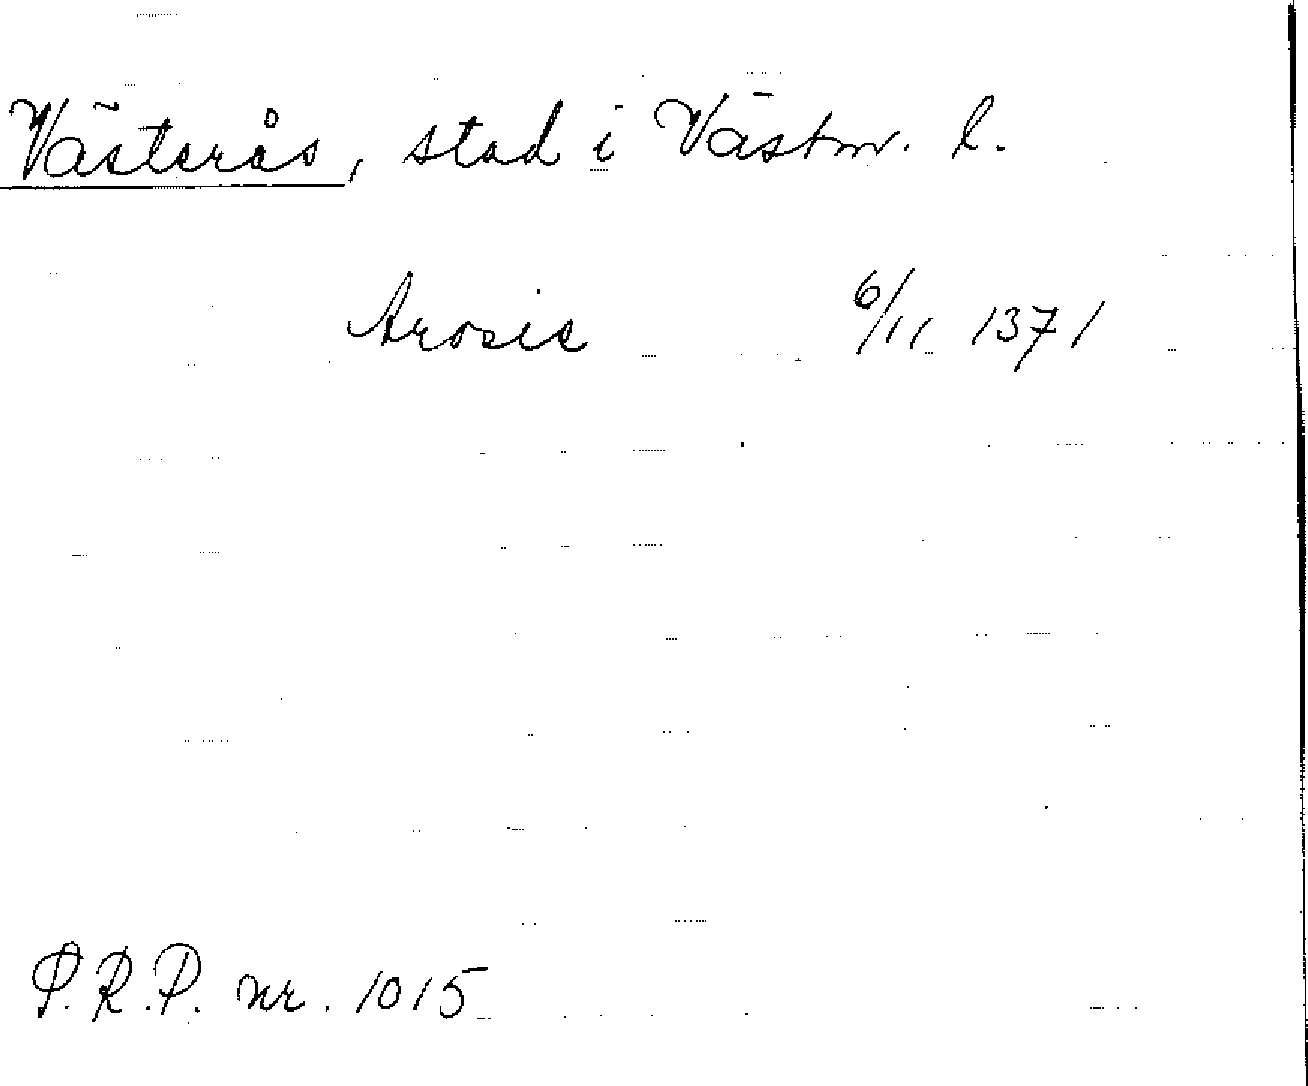 Västerås, stad i Västm. l.
Arosie 6/11 1371
P.R.P. nr. 1015